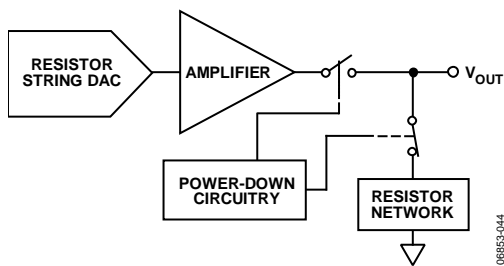 RESISTOR
STRING DAC
AMPLIFIER
VOUT
POWER-DOWN
CIRCUITRY
RESISTOR
NETWORK
06853-044